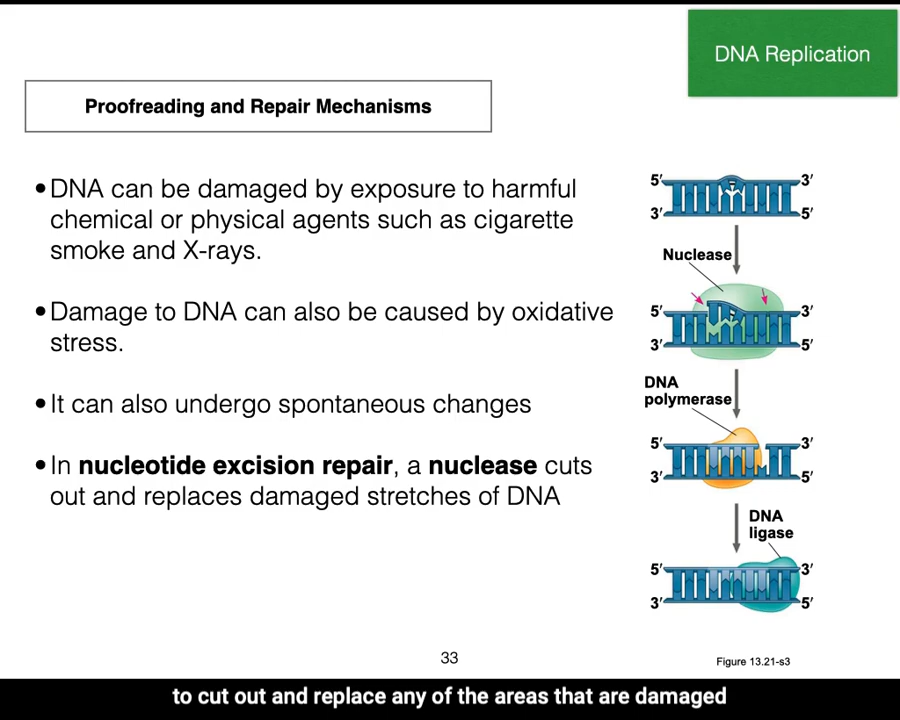 DNA Replication
Proofreading and Repair Mechanisms
•DNA can be damaged by exposure to harmful
chemical or physical agents such as cigarette
smoke and X-rays.
•Damage to DNA can also be caused by oxidative
stress.
•It can also undergo spontaneous changes
•In nucleotide excision repair, a nuclease cuts
out and replaces damaged stretches of DNA
5′ 3′
3′ 5′
Nuclease
5′ 3′
3′ 5′
DNA
polymerase
5′ 3′
3′ 5′
DNA
ligase
5′ 3′
3′ 5′
33
Figure 13.21-s3
to cut out and replace any of the areas that are damaged